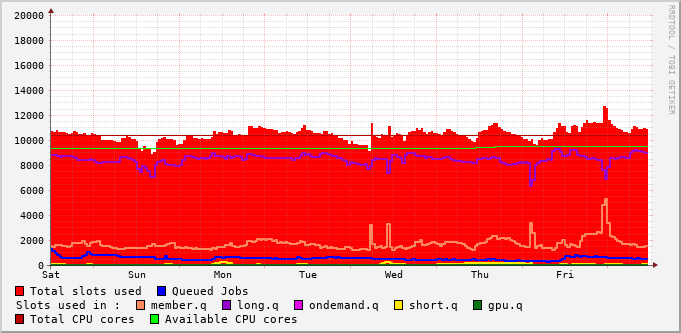 20000
18000
16000
14000
12000
10000
8000
6000
4000
2000
0
Sat Sun Mon Tue Wed Thu Fri
Total slots used Queued Jobs
Slots used in : member.q long.q ondemand.q short.q gpu.q
Total CPU cores Available CPU cores
RRDTOOL / TOBI OETIKER